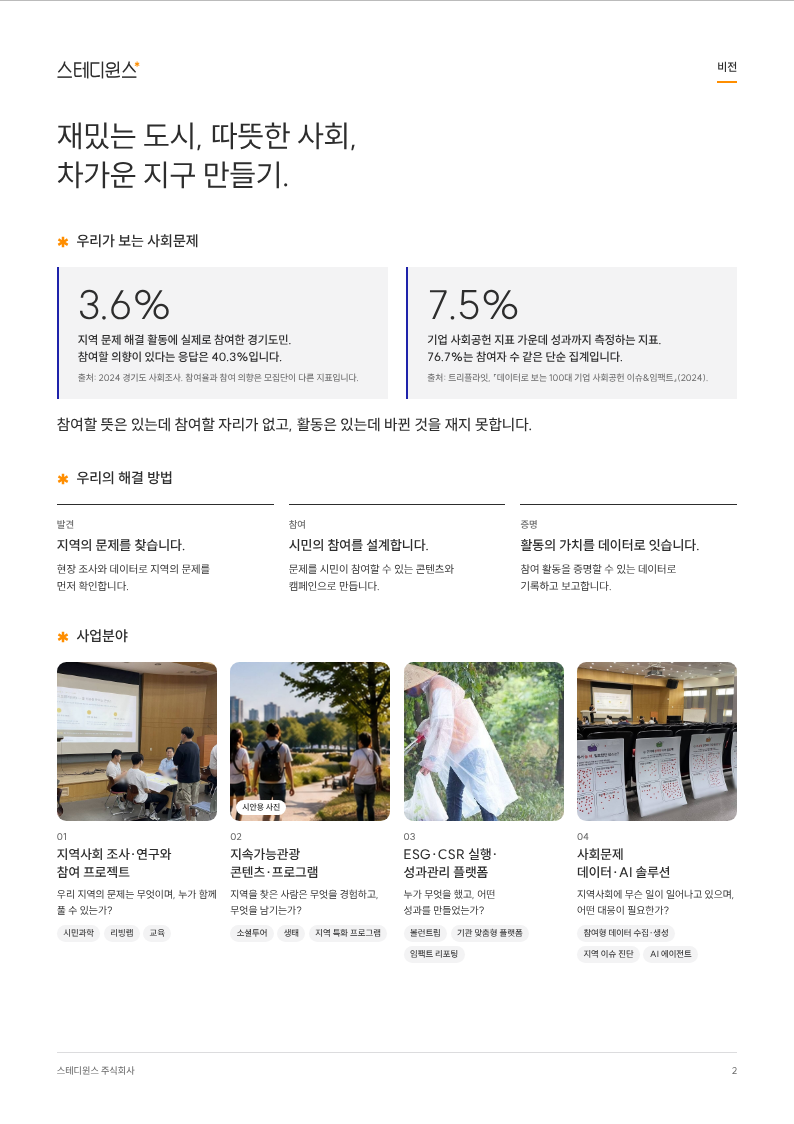 스테디원스
비전
재밌는 도시, 따뜻한 사회,
차가운 지구 만들기.
우리가 보는 사회문제
3.6%
지역 문제 해결 활동에 실제로 참여한 경기도민.
참여할 의향이 있다는 응답은 40.3%입니다.
출처: 2024 경기도 사회조사. 참여율과 참여 의향은 모집단이 다른 지표입니다.
7.5%
기업 사회공헌 지표 가운데 성과까지 측정하는 지표.
76.7%는 참여자 수 같은 단순 집계입니다.
출처: 트리플라잇, 「데이터로 보는 100대 기업 사회공헌 이슈&임팩트」(2024).
참여할 뜻은 있는데 참여할 자리가 없고, 활동은 있는데 바뀐 것을 재지 못합니다.
우리의 해결 방법
발견
지역의 문제를 찾습니다.
현장 조사와 데이터로 지역의 문제를
먼저 확인합니다.
참여
시민의 참여를 설계합니다.
문제를 시민이 참여할 수 있는 콘텐츠와
캠페인으로 만듭니다.
증명
활동의 가치를 데이터로 잇습니다.
참여 활동을 증명할 수 있는 데이터로
기록하고 보고합니다.
사업분야
01
지역사회 조사·연구와
참여 프로젝트
우리 지역의 문제는 무엇이며, 누가 함께
풀 수 있는가?
시민과학 리빙랩 교육
시안용 사진
02
지속가능관광
콘텐츠·프로그램
지역을 찾은 사람은 무엇을 경험하고,
무엇을 남기는가?
소셜투어 생태 지역 특화 프로그램
03
ESG·CSR 실행·
성과관리 플랫폼
누가 무엇을 했고, 어떤
성과를 만들었는가?
볼런트림 기관 맞춤형 플랫폼
임팩트 리포팅
04
사회문제
데이터·AI 솔루션
지역사회에 무슨 일이 일어나고 있으며,
어떤 대응이 필요한가?
참여형 데이터 수집·생성
지역 이슈 진단 AI 에이전트
스테디원스 주식회사
2